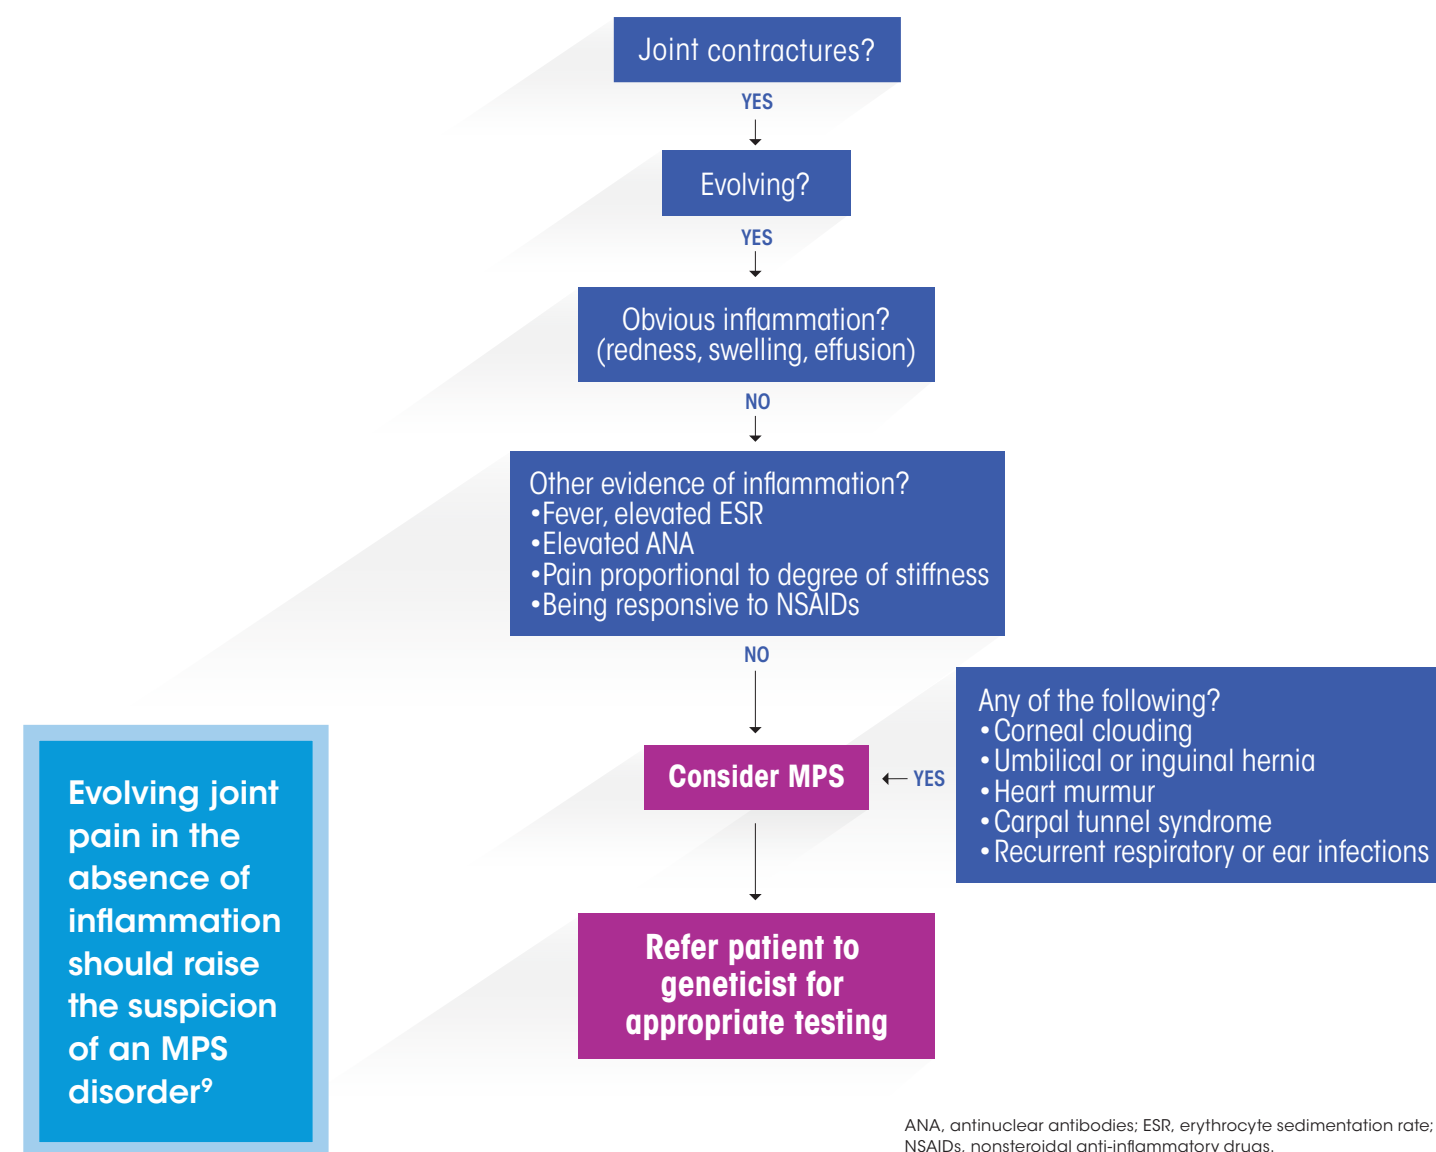 Joint contractures?
YES
Evolving?
YES
Obvious inflammation?
(redness, swelling, effusion)
NO
Other evidence of inflammation?
•Fever, elevated ESR
•Elevated ANA
•Pain proportional to degree of stiffness
•Being responsive to NSAIDs
NO
Any of the following?
•Corneal clouding
•Umbilical or inguinal hernia
•Heart murmur
•Carpal tunnel syndrome
•Recurrent respiratory or ear infections
YES
Consider MPS
Refer patient to
geneticist for
appropriate testing
Evolving joint
pain in the
absence of
inflammation
should raise
the suspicion
of an MPS
disorder⁹
ANA, antinuclear antibodies; ESR, erythrocyte sedimentation rate;
NSAIDs, nonsteroidal anti-inflammatory drugs.